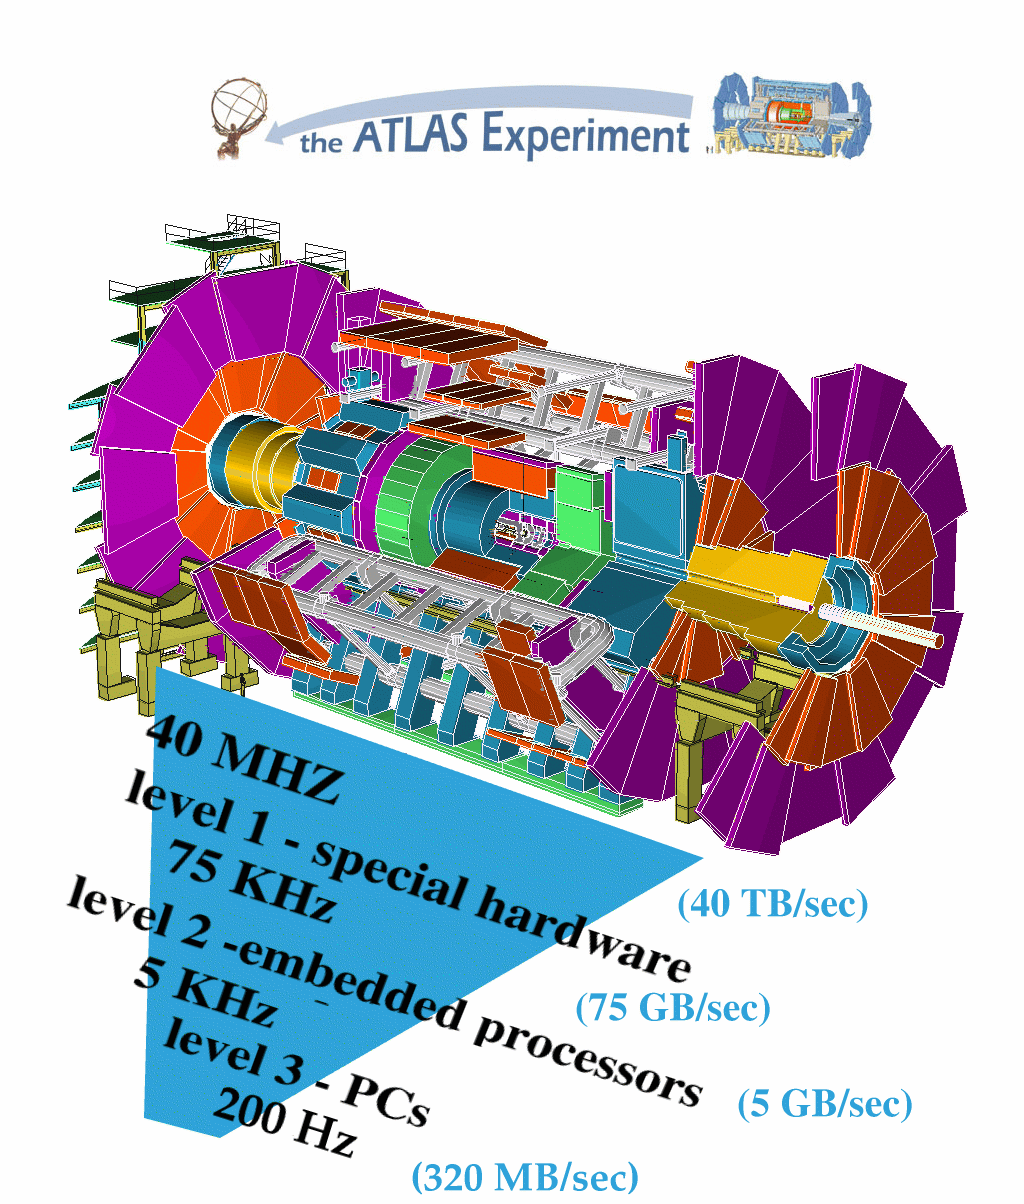 the ATLAS Experiment
40 MHZ
level 1 - special hardware
75 KHz
(40 TB/sec)
level 2 -embedded processors
5 KHz
(75 GB/sec)
level 3 - PCs
200 Hz
(5 GB/sec)
(320 MB/sec)